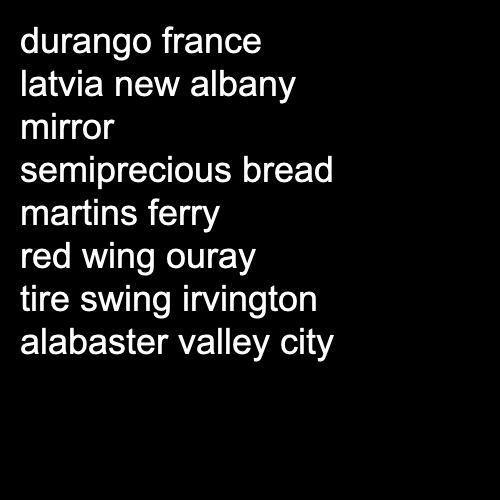 durango france
latvia new albany
mirror
semiprecious bread
martins ferry
red wing ouray
tire swing irvington
alabaster valley city